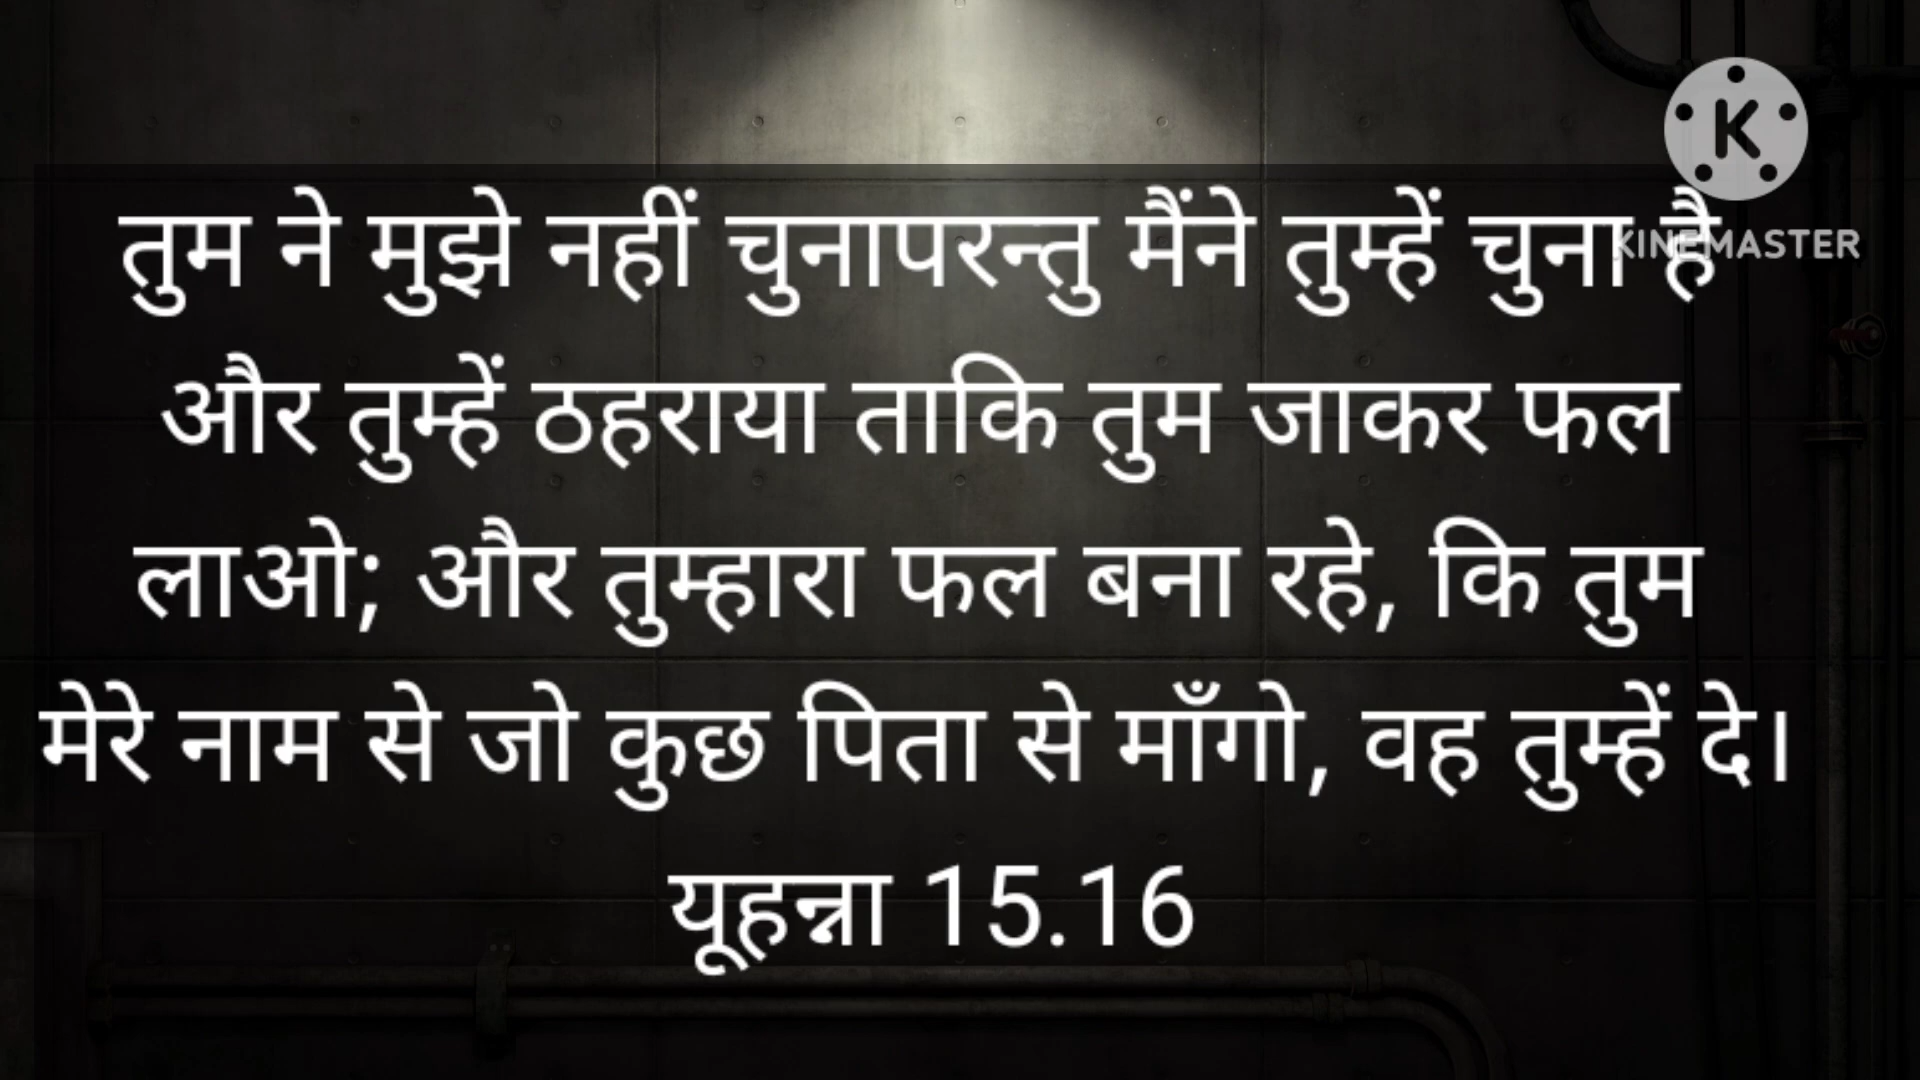 K
KINEMASTER
तुम ने मुझे नहीं चुनापरन्तु मैंने तुम्हें चुना है
और तुम्हें ठहराया ताकि तुम जाकर फल
लाओ; और तुम्हारा फल बना रहे, कि तुम
मेरे नाम से जो कुछ पिता से माँगो, वह तुम्हें दे।
यूहन्ना 15.16